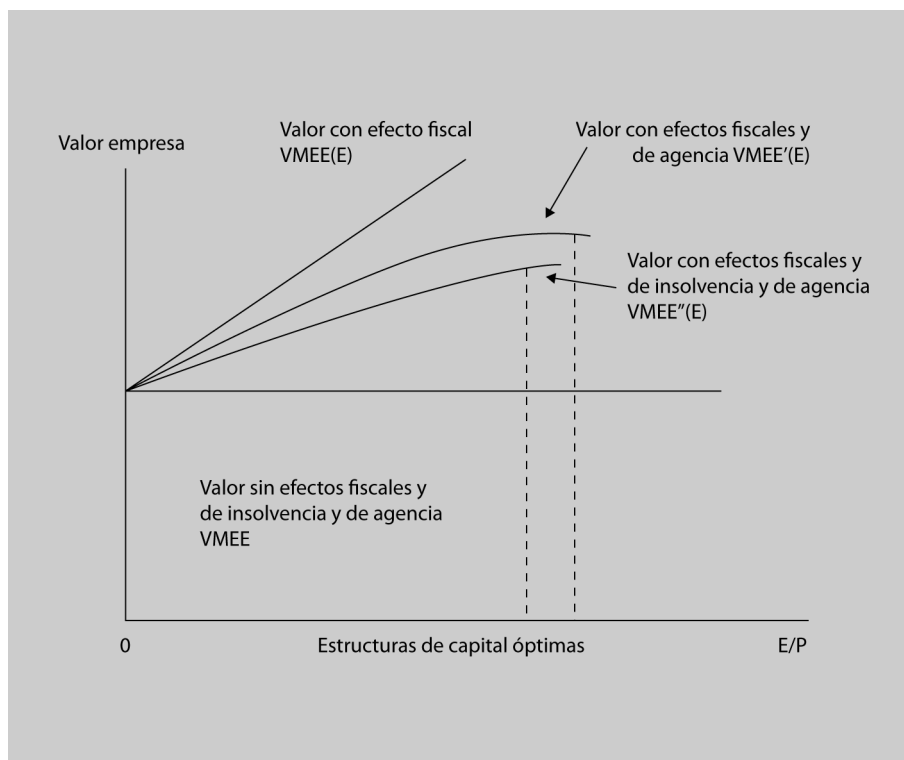 Valor empresa
Valor con efecto fiscal
VMEE(E)
Valor con efectos fiscales y
de agencia VMEE’(E)
Valor con efectos fiscales y
de insolvencia y de agencia
VMEE”(E)
Valor sin efectos fiscales y
de insolvencia y de agencia
VMEE
0
Estructuras de capital óptimas
E/P